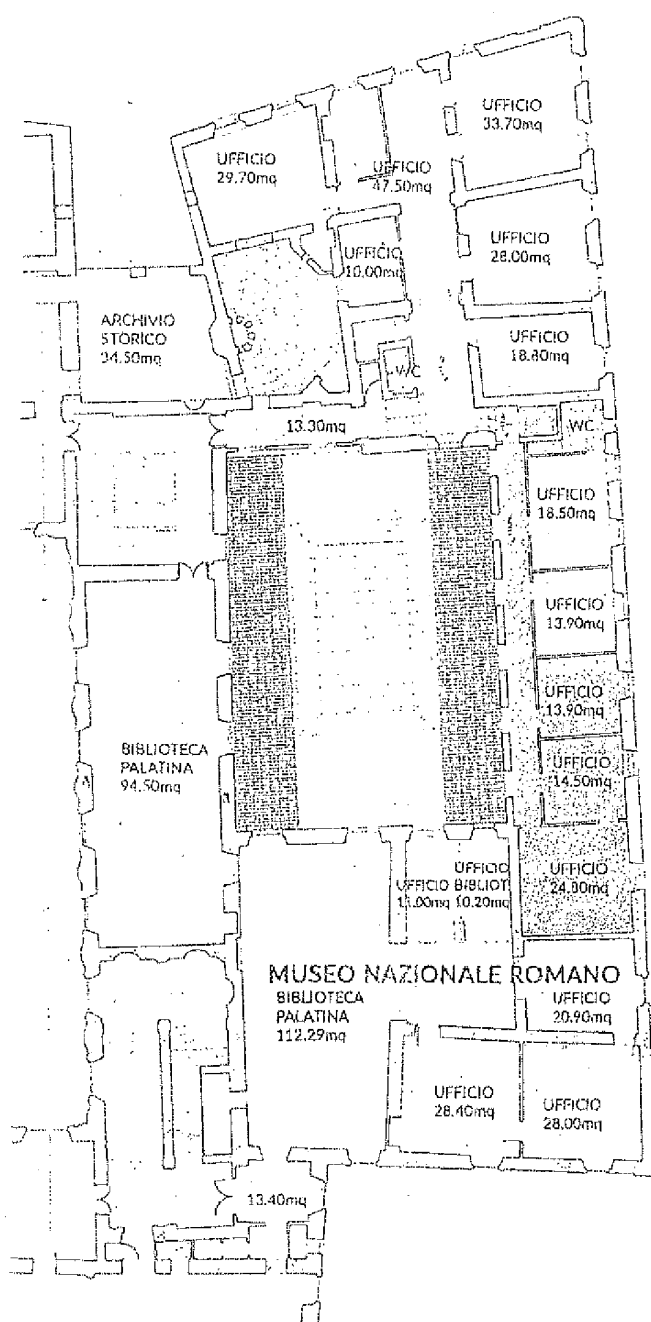 UFFICIO
33.70mq
UFFICIO
29.70mq
UFFICIO
47.50mq
UFFICIO
28.00mq
UFFICIO
10.00mq
ARCHIVIO
STORICO
34.50mq
UFFICIO
18.80mq
WC
13.30mq
WC
UFFICIO
18.50mq
UFFICIO
13.90mq
UFFICIO
13.90mq
BIBLIOTECA
PALATINA
94.50mq
UFFICIO
14.50mq
UFFICIO
24.80mq
UFFICIO
UFFICIO BIBLIOT.
10.20mq
MUSEO NAZIONALE ROMANO
BIBLIOTECA
PALATINA
112.29mq
UFFICIO
20.90mq
UFFICIO
28.40mq
UFFICIO
28.00mq
13.40mq